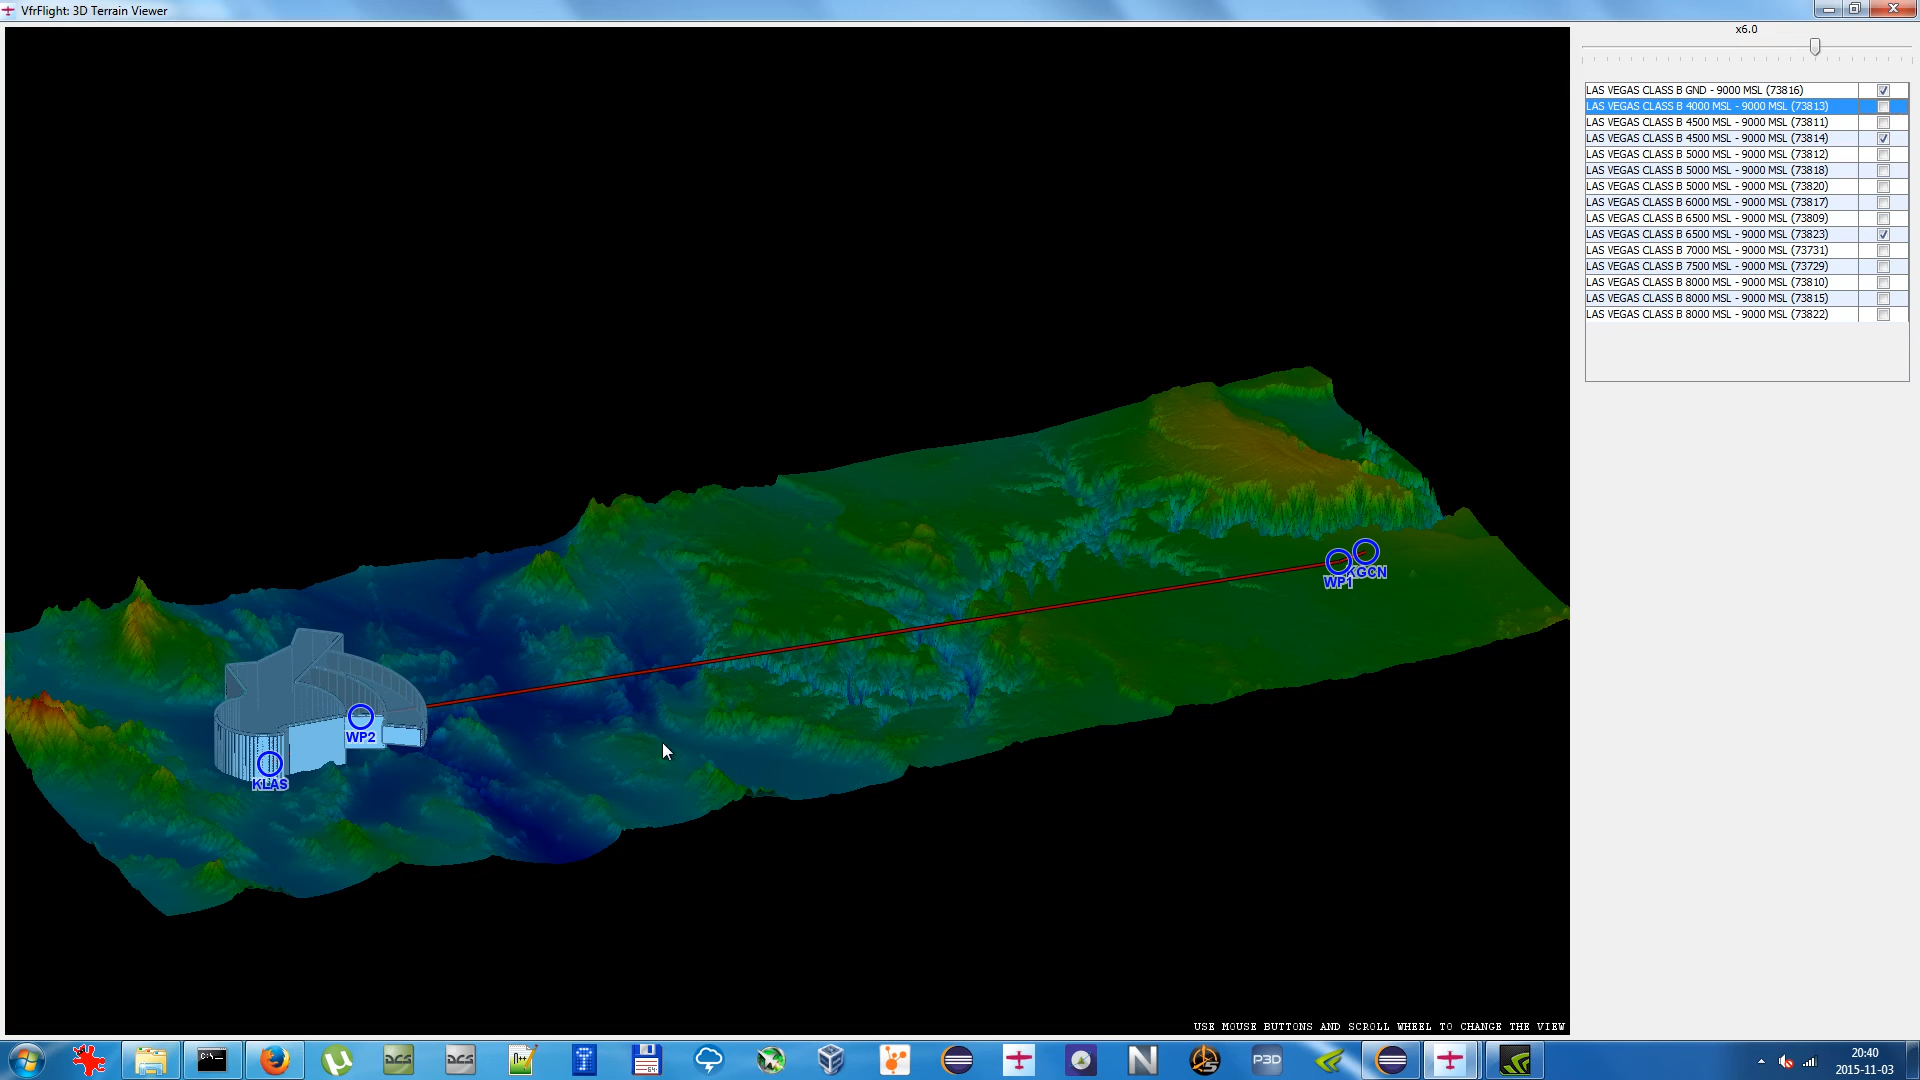 VfrFlight: 3D Terrain Viewer
x6.0
LAS VEGAS CLASS B GND - 9000 MSL (73816)
LAS VEGAS CLASS B 4000 MSL - 9000 MSL (73813)
LAS VEGAS CLASS B 4500 MSL - 9000 MSL (73811)
LAS VEGAS CLASS B 4500 MSL - 9000 MSL (73814)
LAS VEGAS CLASS B 5000 MSL - 9000 MSL (73812)
LAS VEGAS CLASS B 5000 MSL - 9000 MSL (73818)
LAS VEGAS CLASS B 5000 MSL - 9000 MSL (73820)
LAS VEGAS CLASS B 6000 MSL - 9000 MSL (73817)
LAS VEGAS CLASS B 6500 MSL - 9000 MSL (73809)
LAS VEGAS CLASS B 6500 MSL - 9000 MSL (73823)
LAS VEGAS CLASS B 7000 MSL - 9000 MSL (73731)
LAS VEGAS CLASS B 7500 MSL - 9000 MSL (73729)
LAS VEGAS CLASS B 8000 MSL - 9000 MSL (73810)
LAS VEGAS CLASS B 8000 MSL - 9000 MSL (73815)
LAS VEGAS CLASS B 8000 MSL - 9000 MSL (73822)
KGCN
WP1
WP2
KLAS
USE MOUSE BUTTONS AND SCROLL WHEEL TO CHANGE THE VIEW
DCS
DCS
64
P3D
20:40
2015-11-03